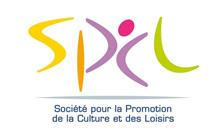 SPCL
Société pour la Promotion
de la Culture et des Loisirs